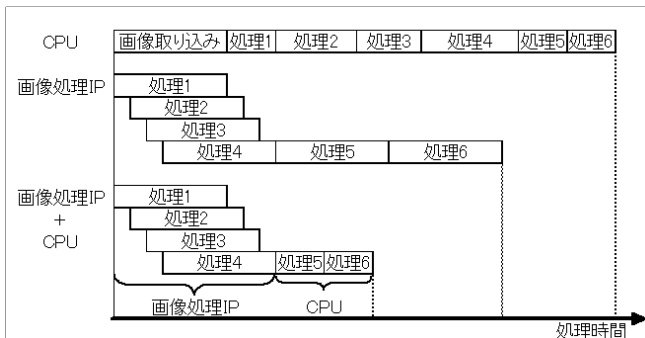 CPU 画像取り込み 処理1 処理2 処理3 処理4 処理5 処理6
画像処理IP 処理1
処理2
処理3
処理4 処理5 処理6
画像処理IP 処理1
+ 処理2
CPU 処理3
処理4 処理5 処理6
画像処理IP CPU
処理時間